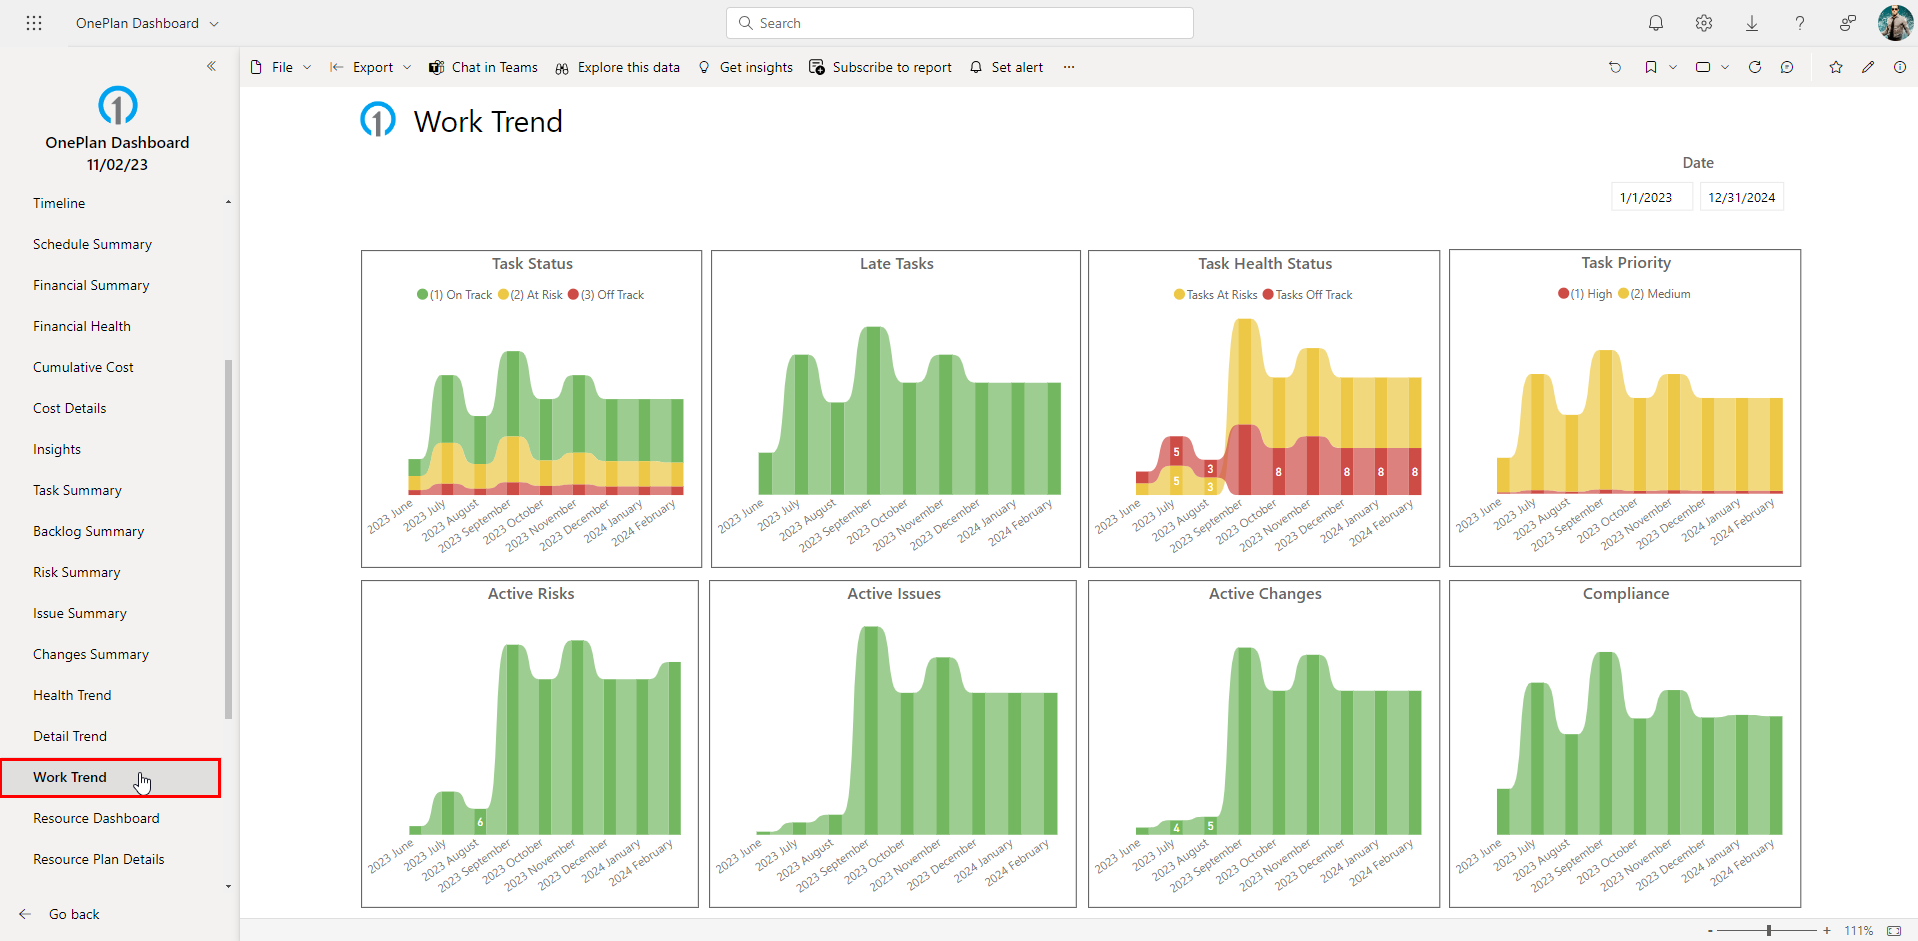 OnePlan Dashboard
Search
File Export Chat in Teams Explore this data Get insights Subscribe to report Set alert ...
1
OnePlan Dashboard
11/02/23
Timeline
Schedule Summary
Financial Summary
Financial Health
Cumulative Cost
Cost Details
Insights
Task Summary
Backlog Summary
Risk Summary
Issue Summary
Changes Summary
Health Trend
Detail Trend
Work Trend
Resource Dashboard
Resource Plan Details
Go back
1 Work Trend
Date
1/1/2023 12/31/2024
Task Status
(1) On Track (2) At Risk (3) Off Track
2023 June 2023 July 2023 August 2023 September 2023 October 2023 November 2023 December 2024 January 2024 February
Late Tasks
2023 June 2023 July 2023 August 2023 September 2023 October 2023 November 2023 December 2024 January 2024 February
Task Health Status
Tasks At Risks Tasks Off Track
5 3 8 8 8 8
5 3
2023 June 2023 July 2023 August 2023 September 2023 October 2023 November 2023 December 2024 January 2024 February
Task Priority
(1) High (2) Medium
2023 June 2023 July 2023 August 2023 September 2023 October 2023 November 2023 December 2024 January 2024 February
Active Risks
6
2023 June 2023 July 2023 August 2023 September 2023 October 2023 November 2023 December 2024 January 2024 February
Active Issues
2023 June 2023 July 2023 August 2023 September 2023 October 2023 November 2023 December 2024 January 2024 February
Active Changes
4 5
2023 June 2023 July 2023 August 2023 September 2023 October 2023 November 2023 December 2024 January 2024 February
Compliance
2023 June 2023 July 2023 August 2023 September 2023 October 2023 November 2023 December 2024 January 2024 February
- + 111%